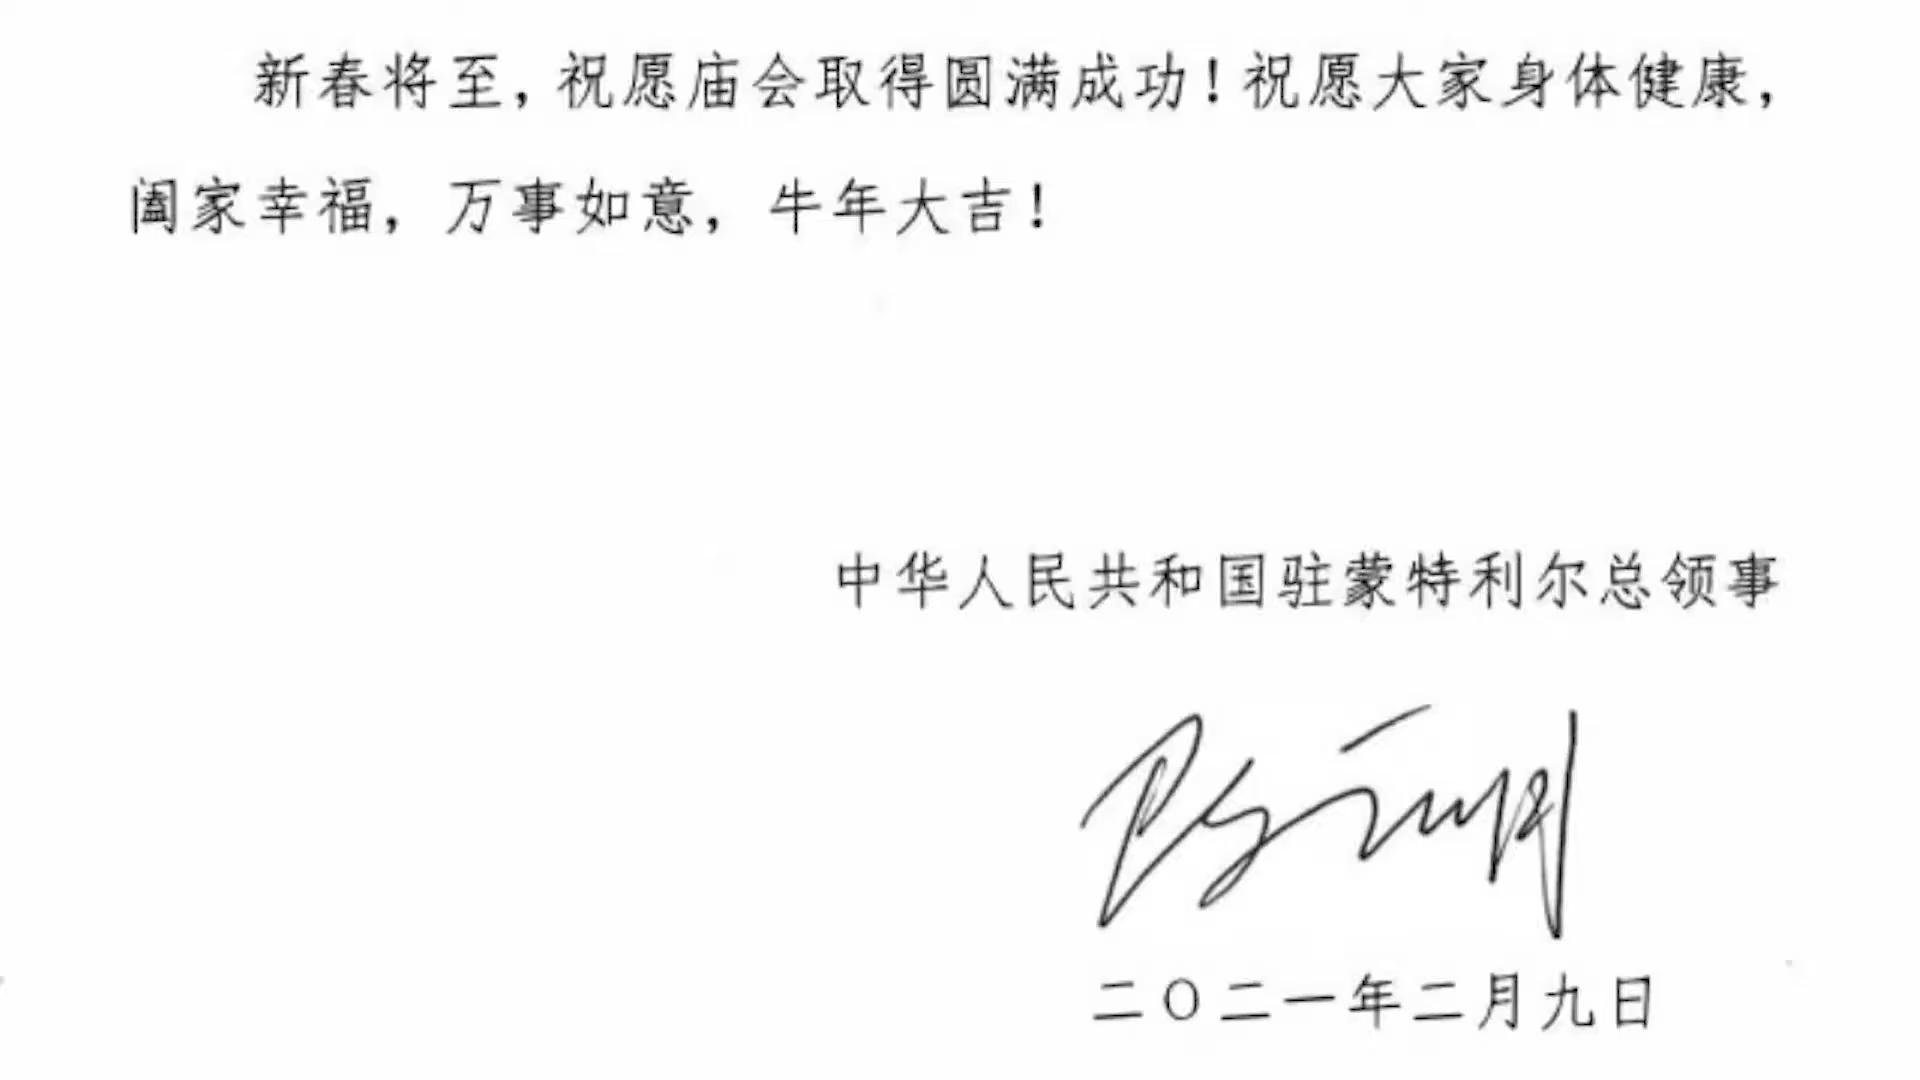 新春将至，祝愿庙会取得圆满成功！祝愿大家身体健康，
阖家幸福，万事如意，牛年大吉！
中华人民共和国驻蒙特利尔总领事
二〇二一年二月九日